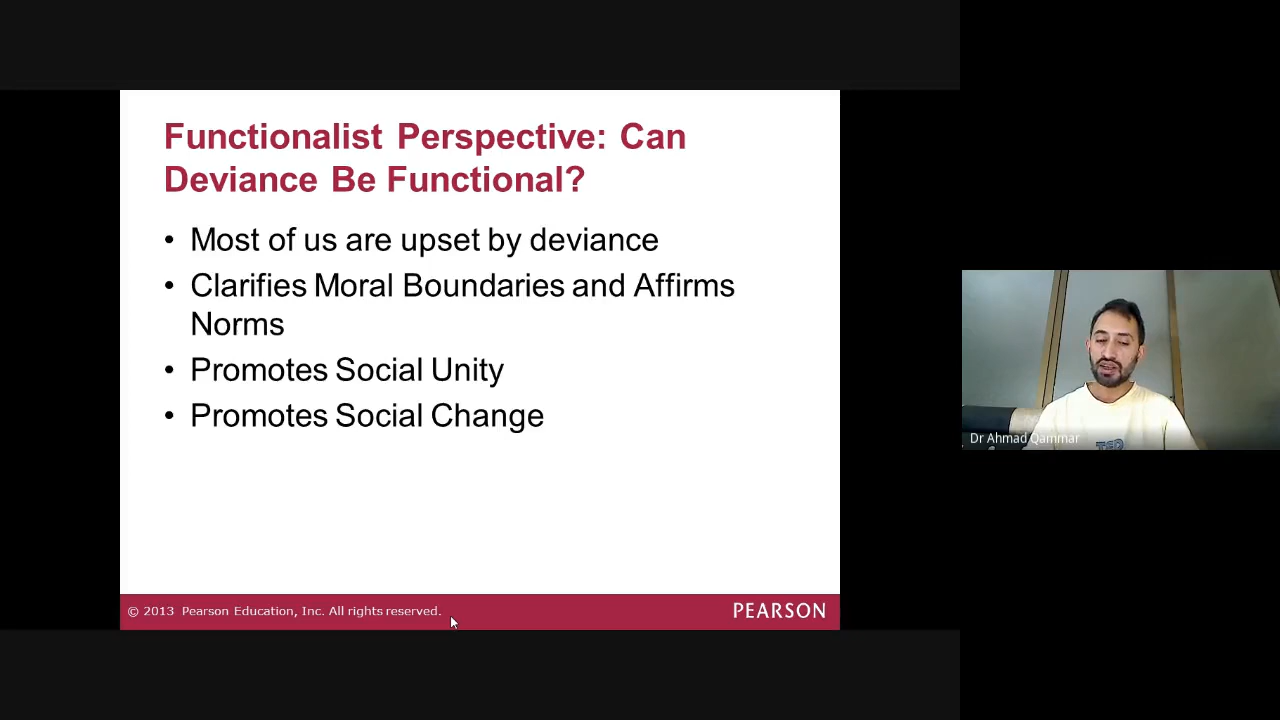 Functionalist Perspective: Can
Deviance Be Functional?
• Most of us are upset by deviance
• Clarifies Moral Boundaries and Affirms
Norms
• Promotes Social Unity
• Promotes Social Change
© 2013 Pearson Education, Inc. All rights reserved.
PEARSON
Dr Ahmad Qammar
TED